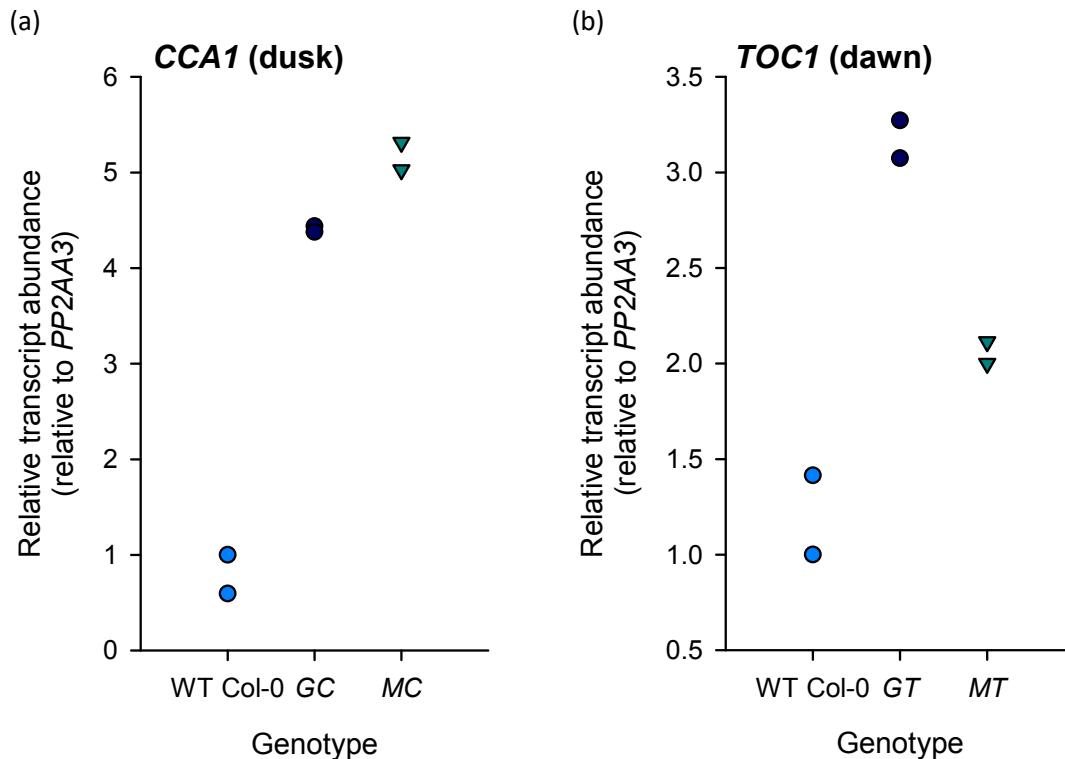 (a)
CCA1 (dusk)
Relative transcript abundance
(relative to PP2AA3)
6
5
4
3
2
1
0
WT Col-0 GC MC
Genotype
(b)
TOC1 (dawn)
Relative transcript abundance
(relative to PP2AA3)
3.5
3.0
2.5
2.0
1.5
1.0
0.5
WT Col-0 GT MT
Genotype